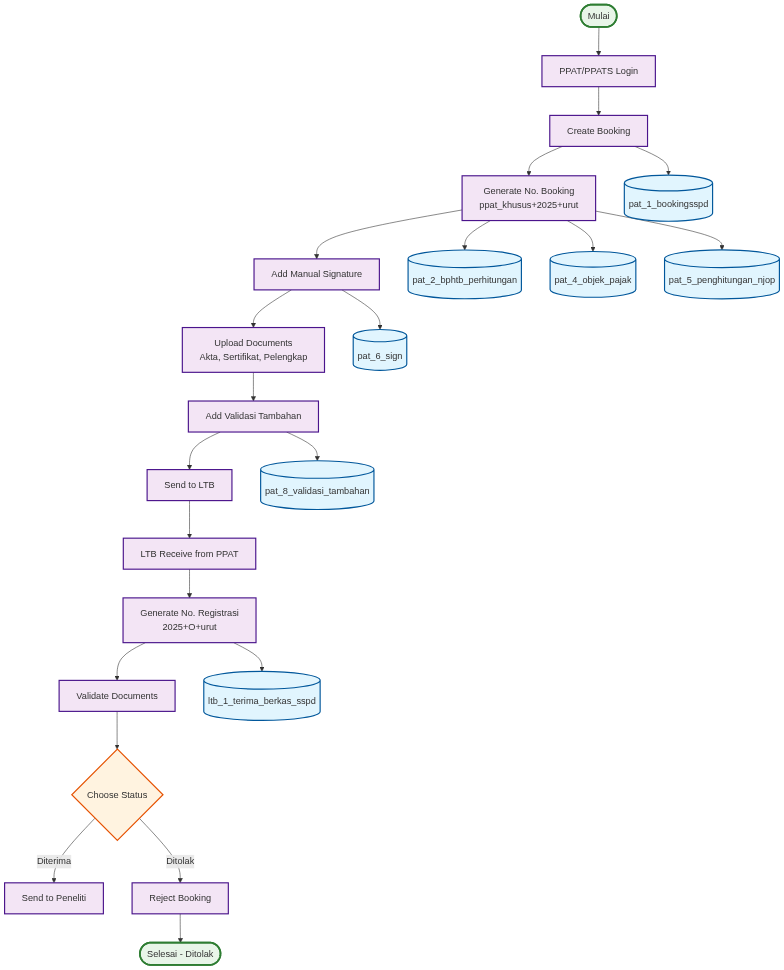 Mulai
PPAT/PPATS Login
Create Booking
Generate No. Booking
ppat_khusus+2025+urut
pat_1_bookingsspd
Add Manual Signature
pat_2_bphtb_perhitungan
pat_4_objek_pajak
pat_5_penghitungan_njop
Upload Documents
Akta, Sertifikat, Pelengkap
pat_6_sign
Add Validasi Tambahan
Send to LTB
pat_8_validasi_tambahan
LTB Receive from PPAT
Generate No. Registrasi
2025+O+urut
Validate Documents
ltb_1_terima_berkas_sspd
Choose Status
Diterima
Ditolak
Send to Peneliti
Reject Booking
Selesai - Ditolak